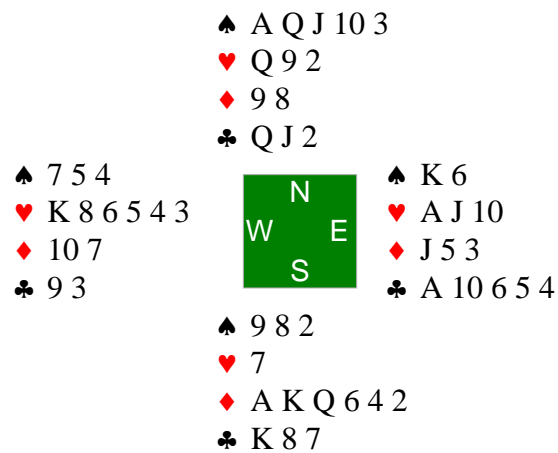 ♠ A Q J 10 3
♥ Q 9 2
♦ 9 8
♣ Q J 2
♠ 7 5 4
♥ K 8 6 5 4 3
♦ 10 7
♣ 9 3
N
W E
S
♠ K 6
♥ A J 10
♦ J 5 3
♣ A 10 6 5 4
♠ 9 8 2
♥ 7
♦ A K Q 6 4 2
♣ K 8 7